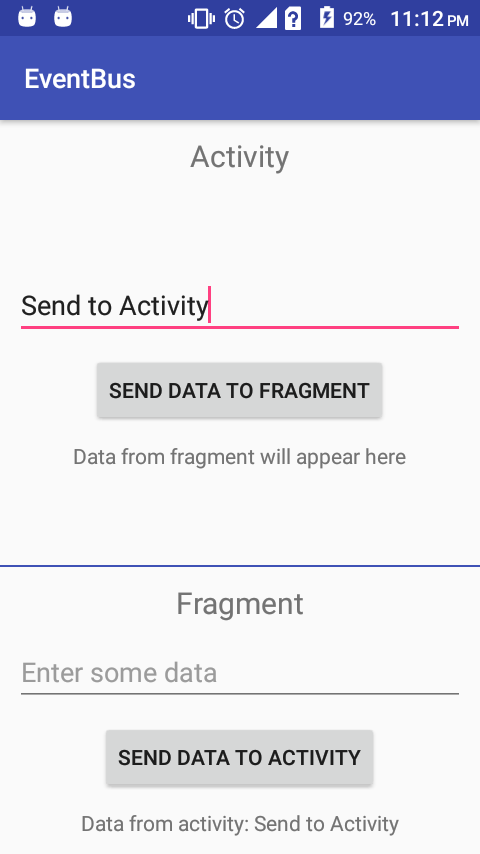 92% 11:12 PM
EventBus
Activity
Send to Activity
SEND DATA TO FRAGMENT
Data from fragment will appear here
Fragment
Enter some data
SEND DATA TO ACTIVITY
Data from activity: Send to Activity